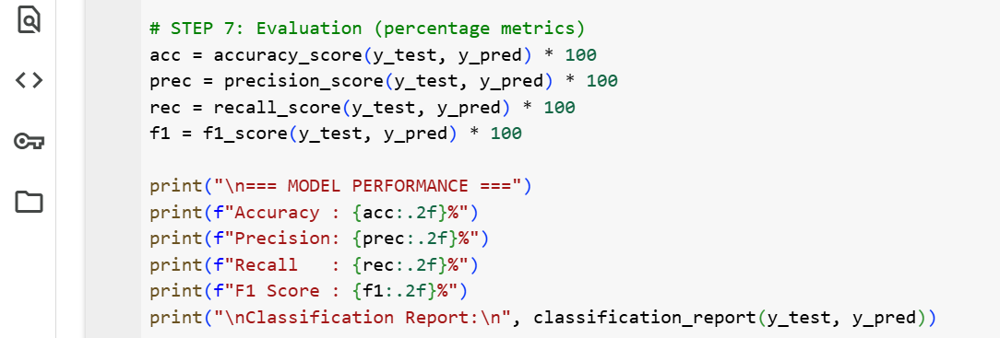 # STEP 7: Evaluation (percentage metrics)
acc = accuracy_score(y_test, y_pred) * 100
prec = precision_score(y_test, y_pred) * 100
rec = recall_score(y_test, y_pred) * 100
f1 = f1_score(y_test, y_pred) * 100

print("\n=== MODEL PERFORMANCE ===")
print(f"Accuracy : {acc:.2f}%")
print(f"Precision: {prec:.2f}%")
print(f"Recall   : {rec:.2f}%")
print(f"F1 Score : {f1:.2f}%")
print("\nClassification Report:\n", classification_report(y_test, y_pred))